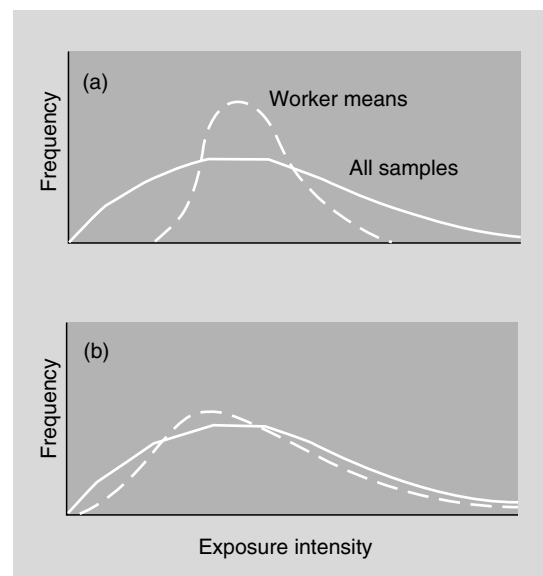 (a)
Worker means
All samples
Frequency
(b)
Frequency
Exposure intensity